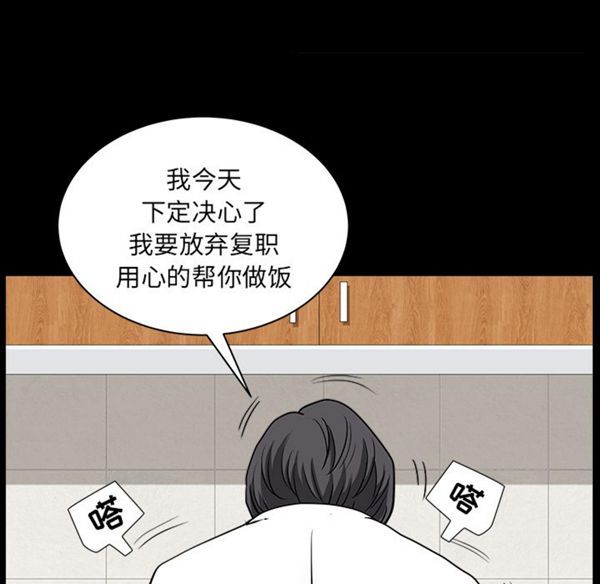 我今天
下定决心了
我要放弃复职
用心的帮你做饭
嗒
嗒